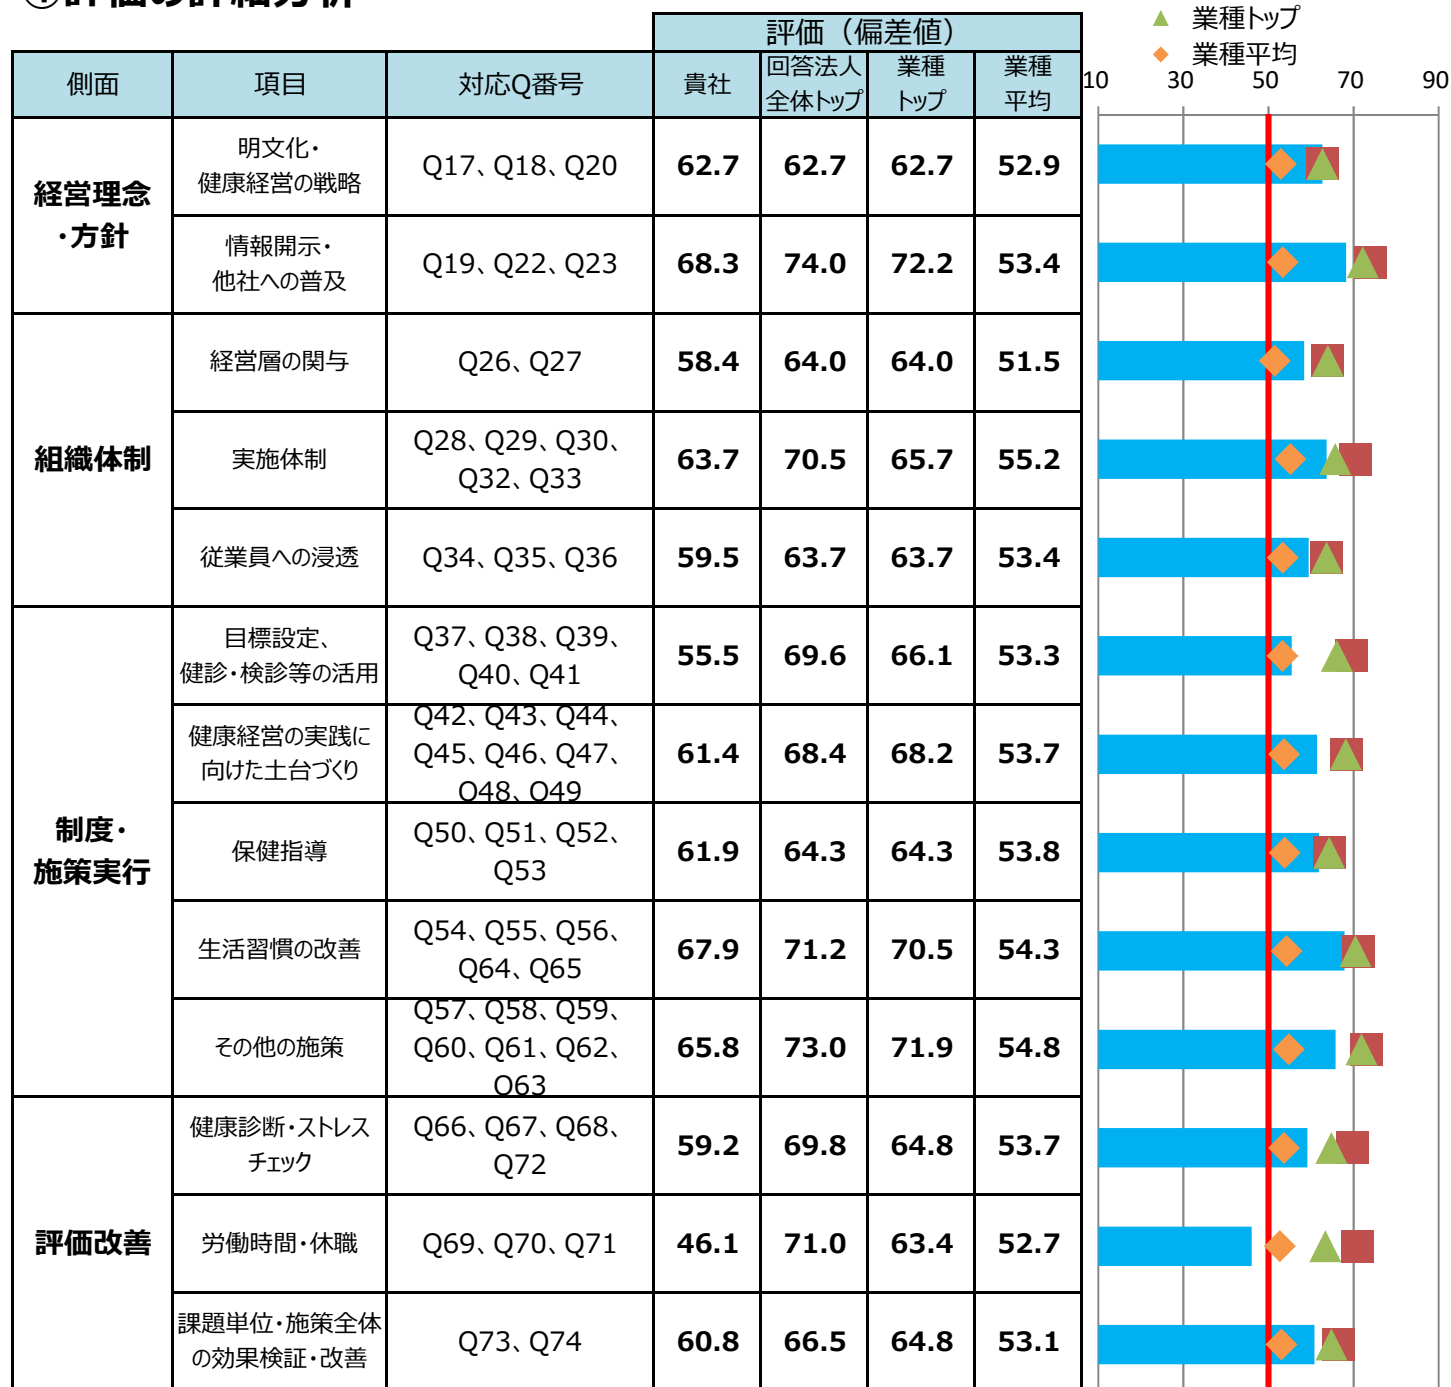 ①評価の詳細分析
▲ 業種トップ
◆ 業種平均
評価（偏差値）
側面 項目 対応Q番号 貴社 回答法人全体トップ 業種トップ 業種平均
10 30 50 70 90
経営理念・方針
明文化・健康経営の戦略 Q17、Q18、Q20 62.7 62.7 62.7 52.9
情報開示・他社への普及 Q19、Q22、Q23 68.3 74.0 72.2 53.4
組織体制
経営層の関与 Q26、Q27 58.4 64.0 64.0 51.5
実施体制 Q28、Q29、Q30、Q32、Q33 63.7 70.5 65.7 55.2
従業員への浸透 Q34、Q35、Q36 59.5 63.7 63.7 53.4
制度・施策実行
目標設定、健診・検診等の活用 Q37、Q38、Q39、Q40、Q41 55.5 69.6 66.1 53.3
健康経営の実践に向けた土台づくり Q42、Q43、Q44、Q45、Q46、Q47、Q48、Q49 61.4 68.4 68.2 53.7
保健指導 Q50、Q51、Q52、Q53 61.9 64.3 64.3 53.8
生活習慣の改善 Q54、Q55、Q56、Q64、Q65 67.9 71.2 70.5 54.3
その他の施策 Q57、Q58、Q59、Q60、Q61、Q62、Q63 65.8 73.0 71.9 54.8
評価改善
健康診断・ストレスチェック Q66、Q67、Q68、Q72 59.2 69.8 64.8 53.7
労働時間・休職 Q69、Q70、Q71 46.1 71.0 63.4 52.7
課題単位・施策全体の効果検証・改善 Q73、Q74 60.8 66.5 64.8 53.1